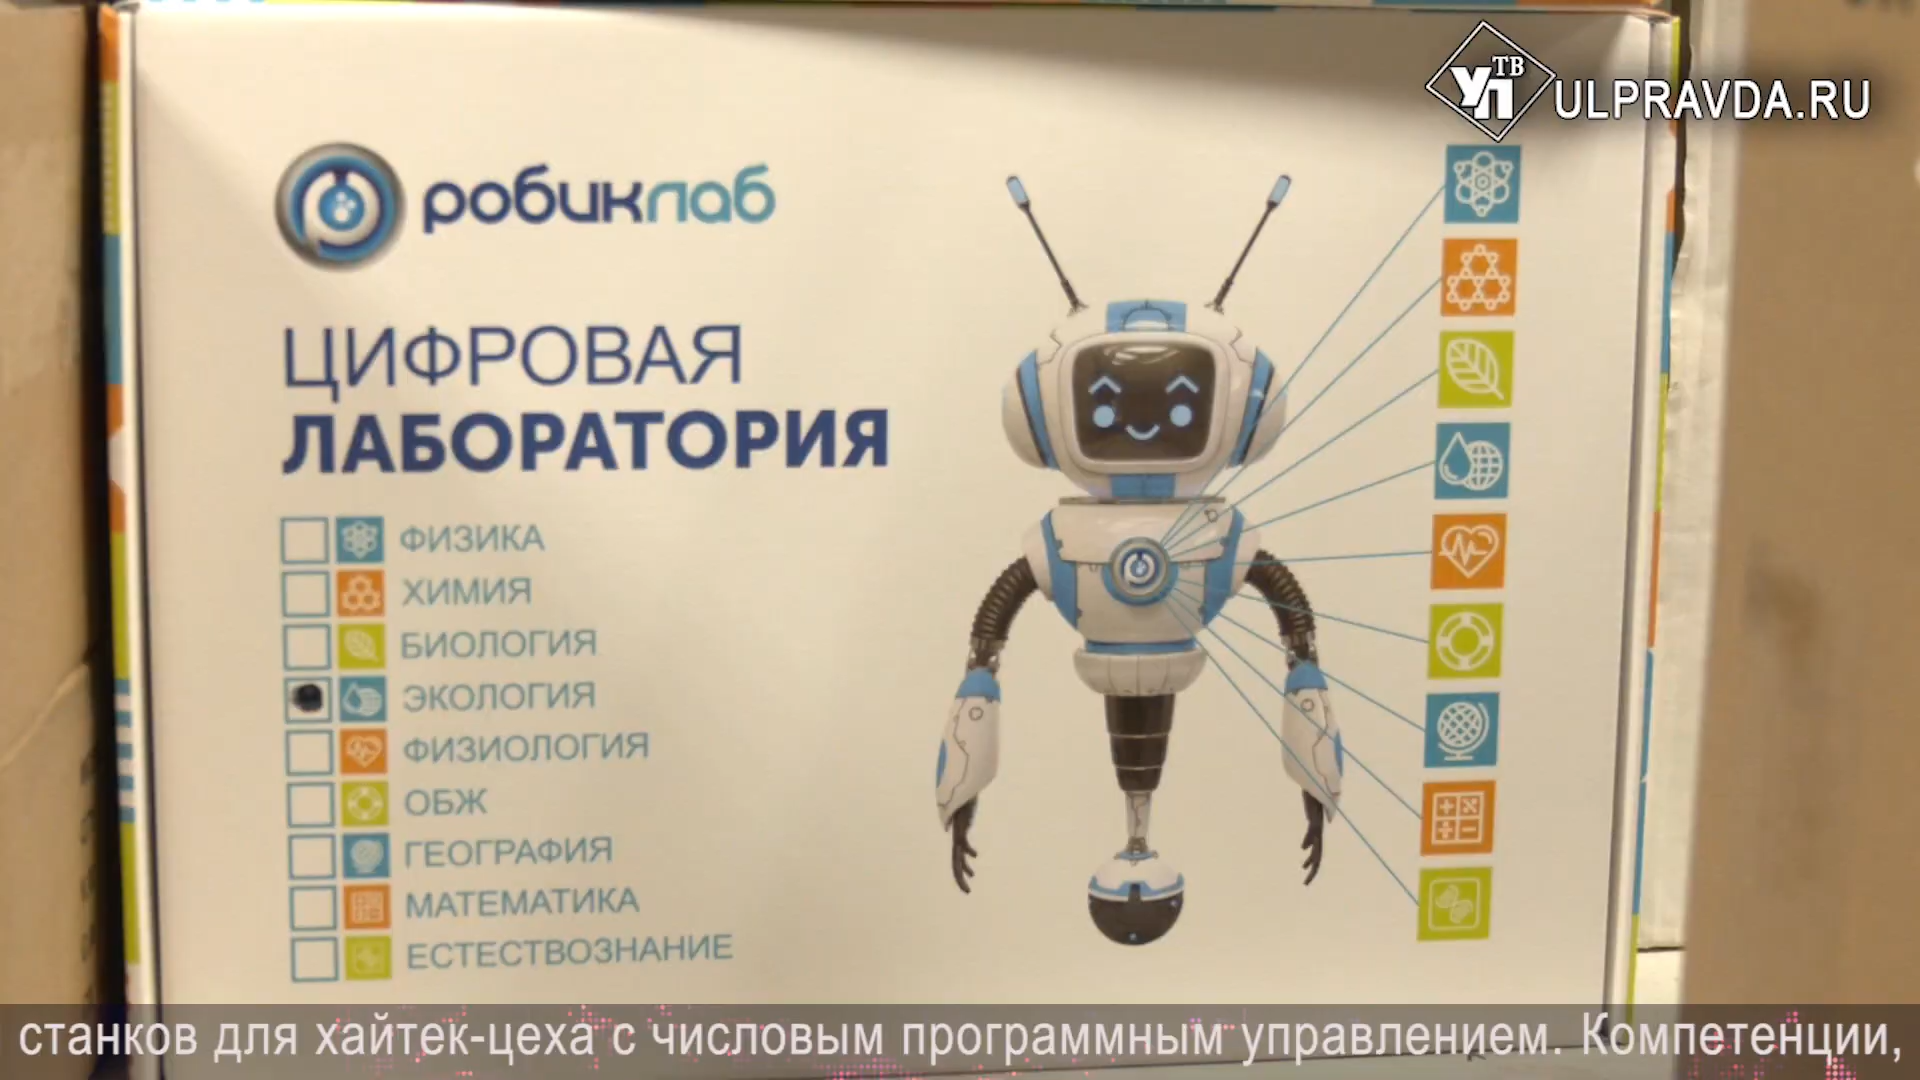 ТВ
УП
ULPRAVDA.RU
робиклаб
ЦИФРОВАЯ
ЛАБОРАТОРИЯ
ФИЗИКА
ХИМИЯ
БИОЛОГИЯ
ЭКОЛОГИЯ
ФИЗИОЛОГИЯ
ОБЖ
ГЕОГРАФИЯ
МАТЕМАТИКА
ЕСТЕСТВОЗНАНИЕ
станков для хайтек-цеха с числовым программным управлением. Компетенции,